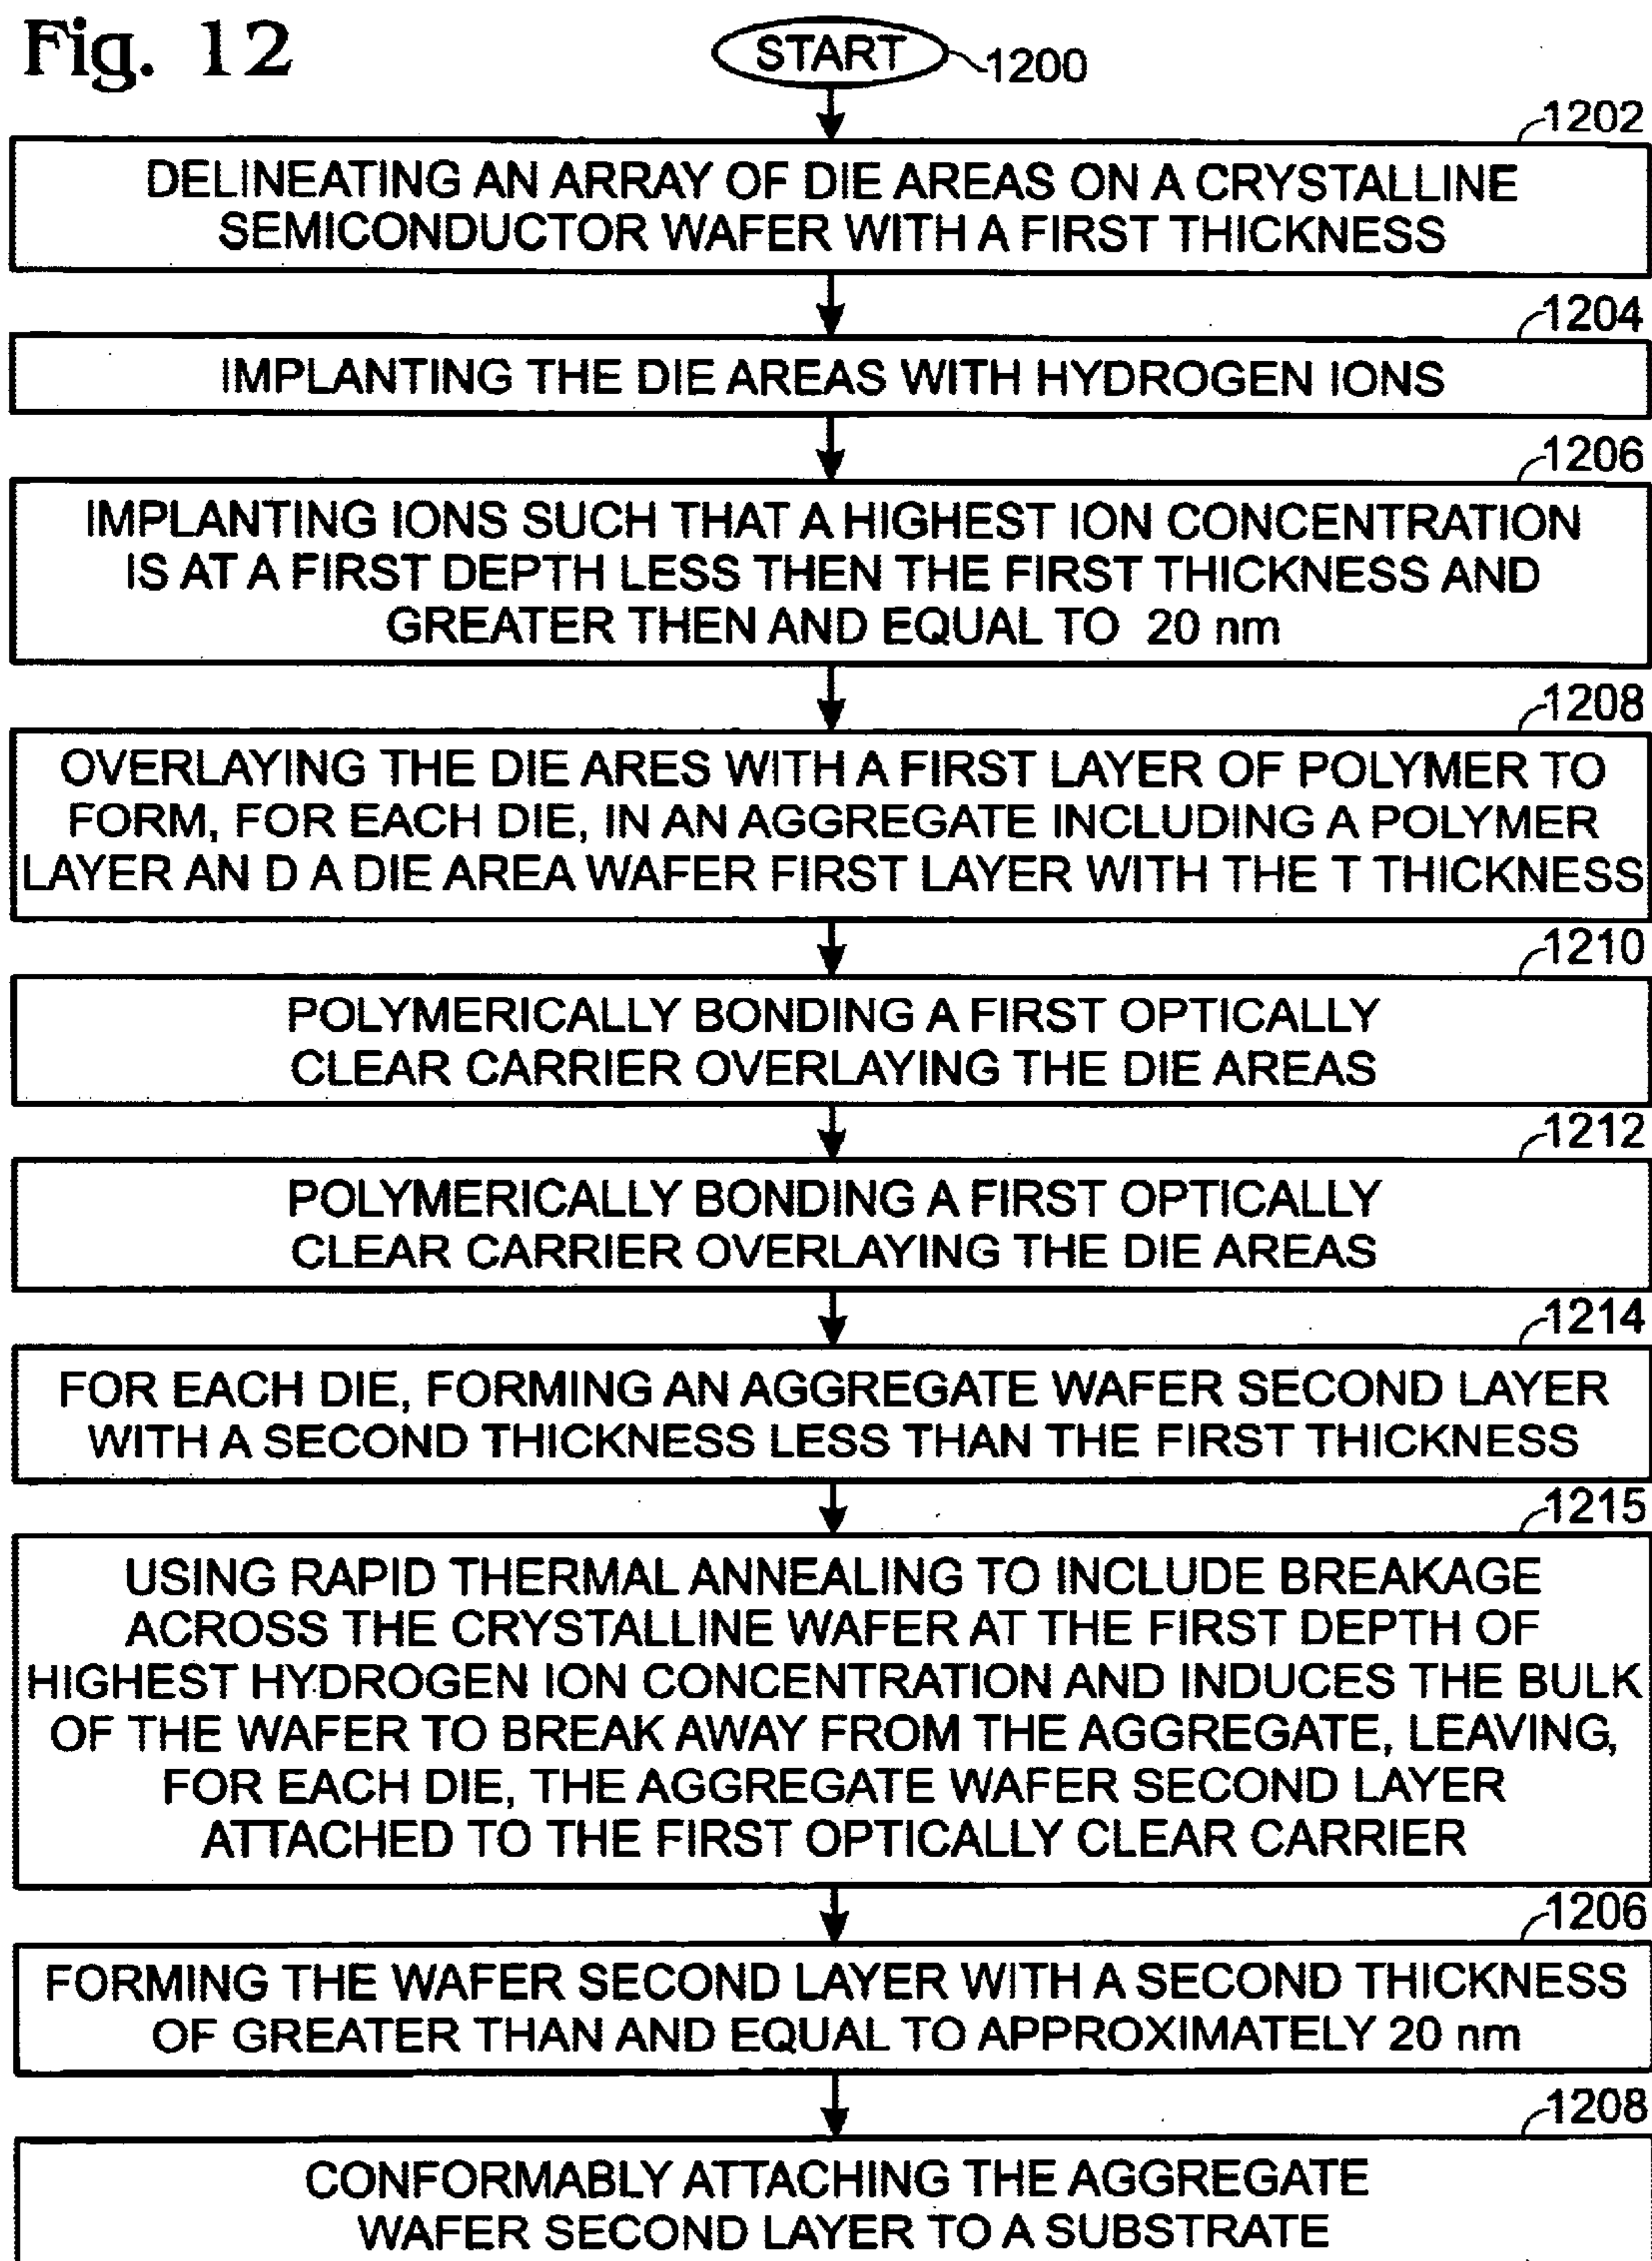 Fig. 12
START
1200
1202
DELINEATING AN ARRAY OF DIE AREAS ON A CRYSTALLINE
SEMICONDUCTOR WAFER WITH A FIRST THICKNESS
1204
IMPLANTING THE DIE AREAS WITH HYDROGEN IONS
1206
IMPLANTING IONS SUCH THAT A HIGHEST ION CONCENTRATION
IS AT A FIRST DEPTH LESS THEN THE FIRST THICKNESS AND
GREATER THEN AND EQUAL TO 20 nm
1208
OVERLAYING THE DIE ARES WITH A FIRST LAYER OF POLYMER TO
FORM, FOR EACH DIE, IN AN AGGREGATE INCLUDING A POLYMER
LAYER AN D A DIE AREA WAFER FIRST LAYER WITH THE T THICKNESS
1210
POLYMERICALLY BONDING A FIRST OPTICALLY
CLEAR CARRIER OVERLAYING THE DIE AREAS
1212
POLYMERICALLY BONDING A FIRST OPTICALLY
CLEAR CARRIER OVERLAYING THE DIE AREAS
1214
FOR EACH DIE, FORMING AN AGGREGATE WAFER SECOND LAYER
WITH A SECOND THICKNESS LESS THAN THE FIRST THICKNESS
1215
USING RAPID THERMAL ANNEALING TO INCLUDE BREAKAGE
ACROSS THE CRYSTALLINE WAFER AT THE FIRST DEPTH OF
HIGHEST HYDROGEN ION CONCENTRATION AND INDUCES THE BULK
OF THE WAFER TO BREAK AWAY FROM THE AGGREGATE, LEAVING,
FOR EACH DIE, THE AGGREGATE WAFER SECOND LAYER
ATTACHED TO THE FIRST OPTICALLY CLEAR CARRIER
1206
FORMING THE WAFER SECOND LAYER WITH A SECOND THICKNESS
OF GREATER THAN AND EQUAL TO APPROXIMATELY 20 nm
1208
CONFORMABLY ATTACHING THE AGGREGATE
WAFER SECOND LAYER TO A SUBSTRATE